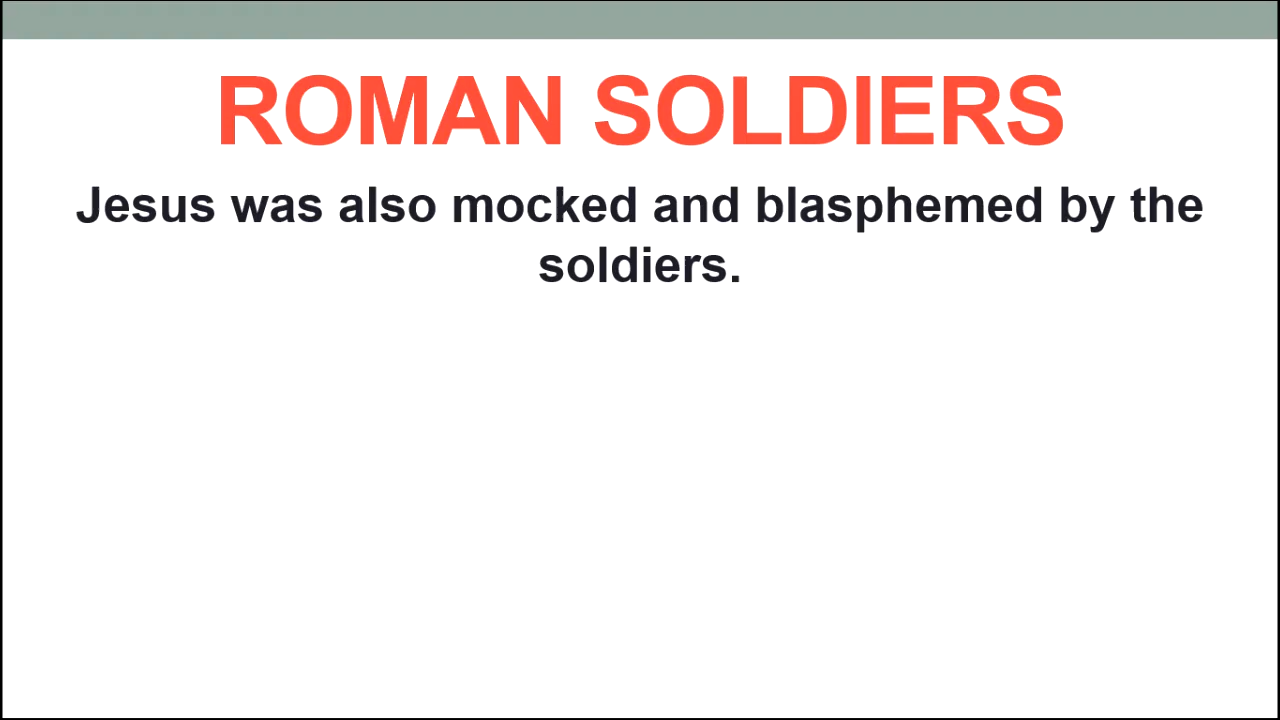 ROMAN SOLDIERS
Jesus was also mocked and blasphemed by the
soldiers.